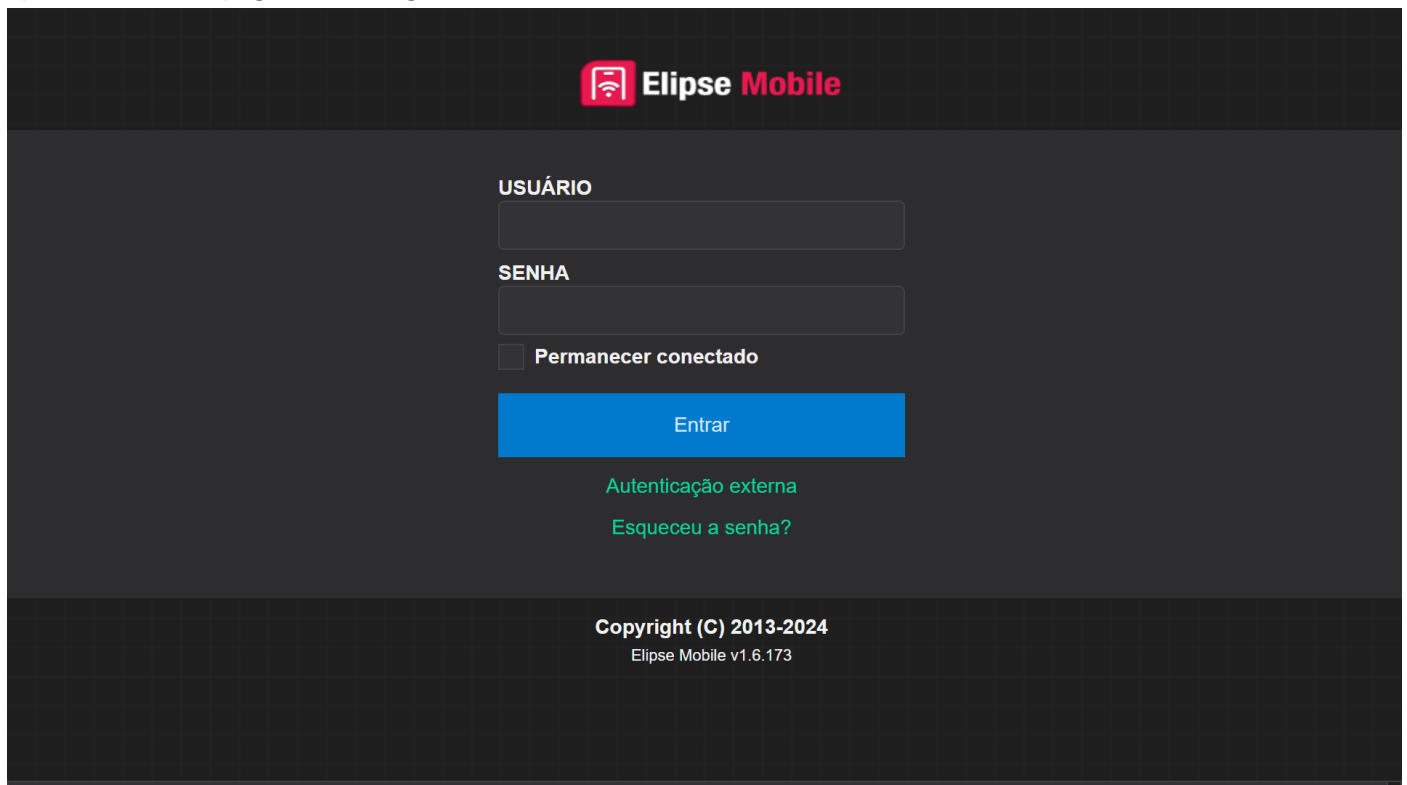 Elipse Mobile
USUÁRIO
SENHA
Permanecer conectado
Entrar
Autenticação externa
Esqueceu a senha?
Copyright (C) 2013-2024
Elipse Mobile v1.6.173